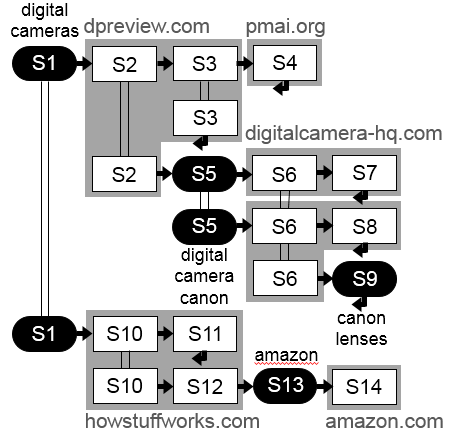 digital
cameras
dpreview.com
pmai.org
S1
S2
S3
S4
S3
digitalcamera-hq.com
S2
S5
S6
S7
S5
S6
S8
digital
camera
canon
S6
S9
canon
lenses
S1
S10
S11
amazon
S10
S12
S13
S14
howstuffworks.com
amazon.com